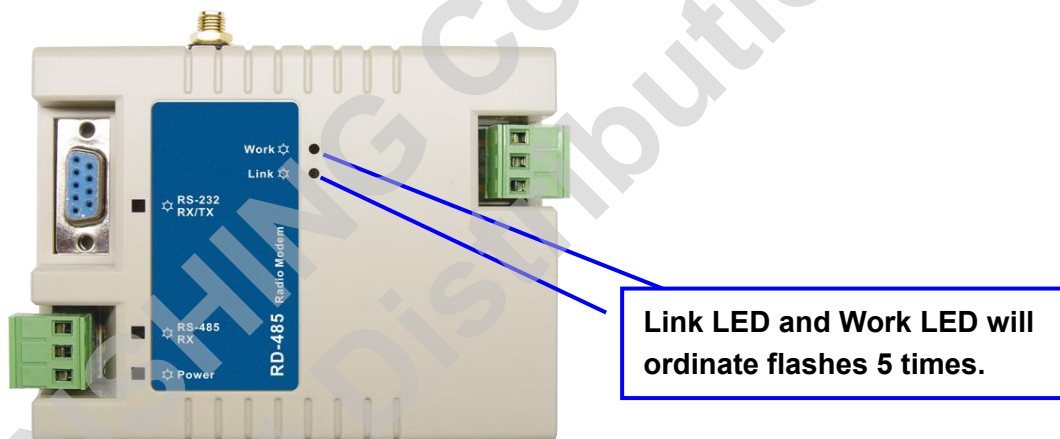 Work
Link
RS-232
RX/TX
RD-485 Radio Modem
RS-485
RX
Power
Link LED and Work LED will
ordinate flashes 5 times.